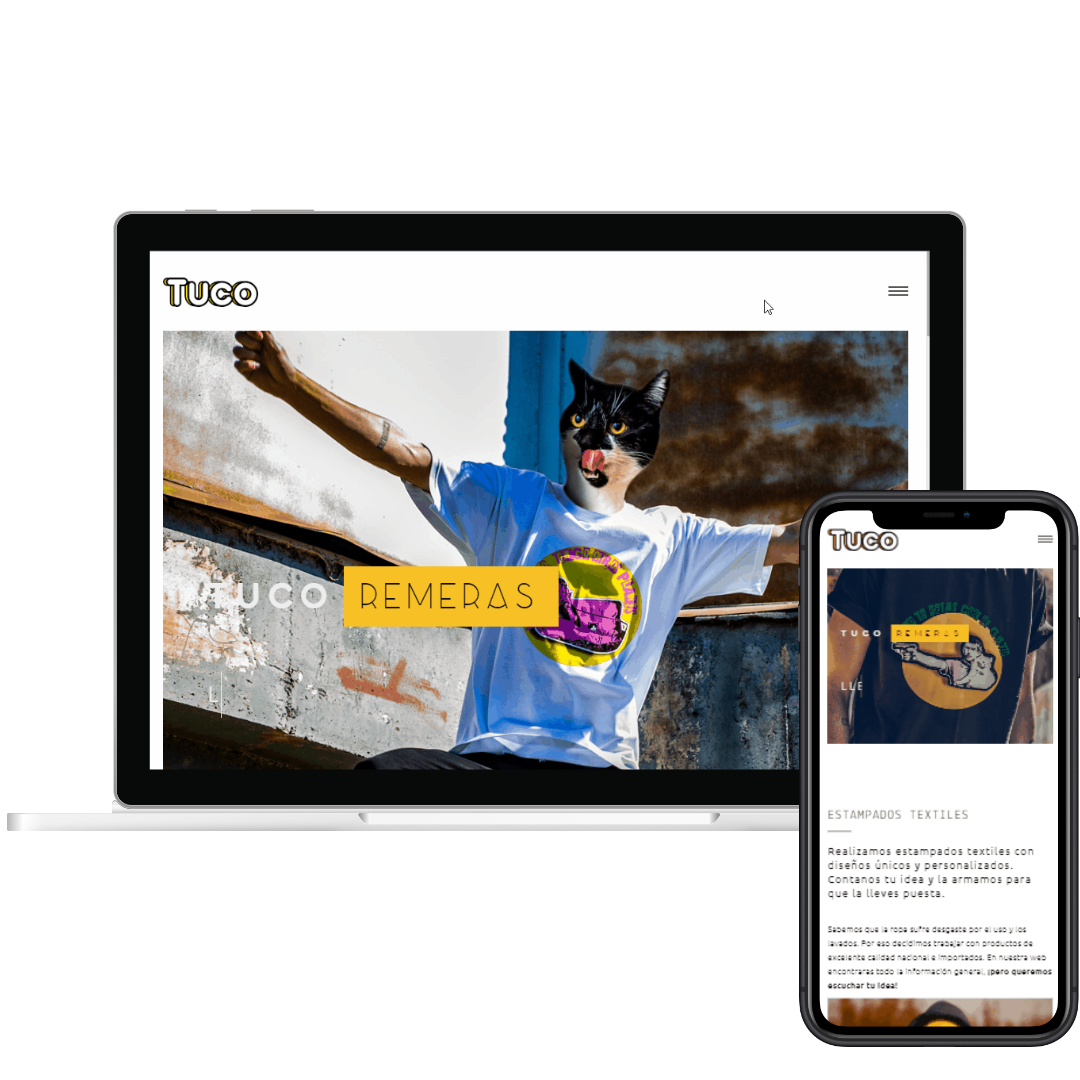 TUCO
TUCO REMERAS
L
TUCO
TUCO REMERAS
LLE
ESTAMPADOS TEXTILES
Realizamos estampados textiles con
diseños únicos y personalizados.
Contanos tu idea y la armamos para
que la lleves puesta.
Sabemos que la ropa sufre desgaste por el uso y los
lavados. Por eso decidimos trabajar con productos de
excelente calidad nacional e importados. En nuestra web
encontraras todo la información general, ¡pero queremos
escuchar tu idea!